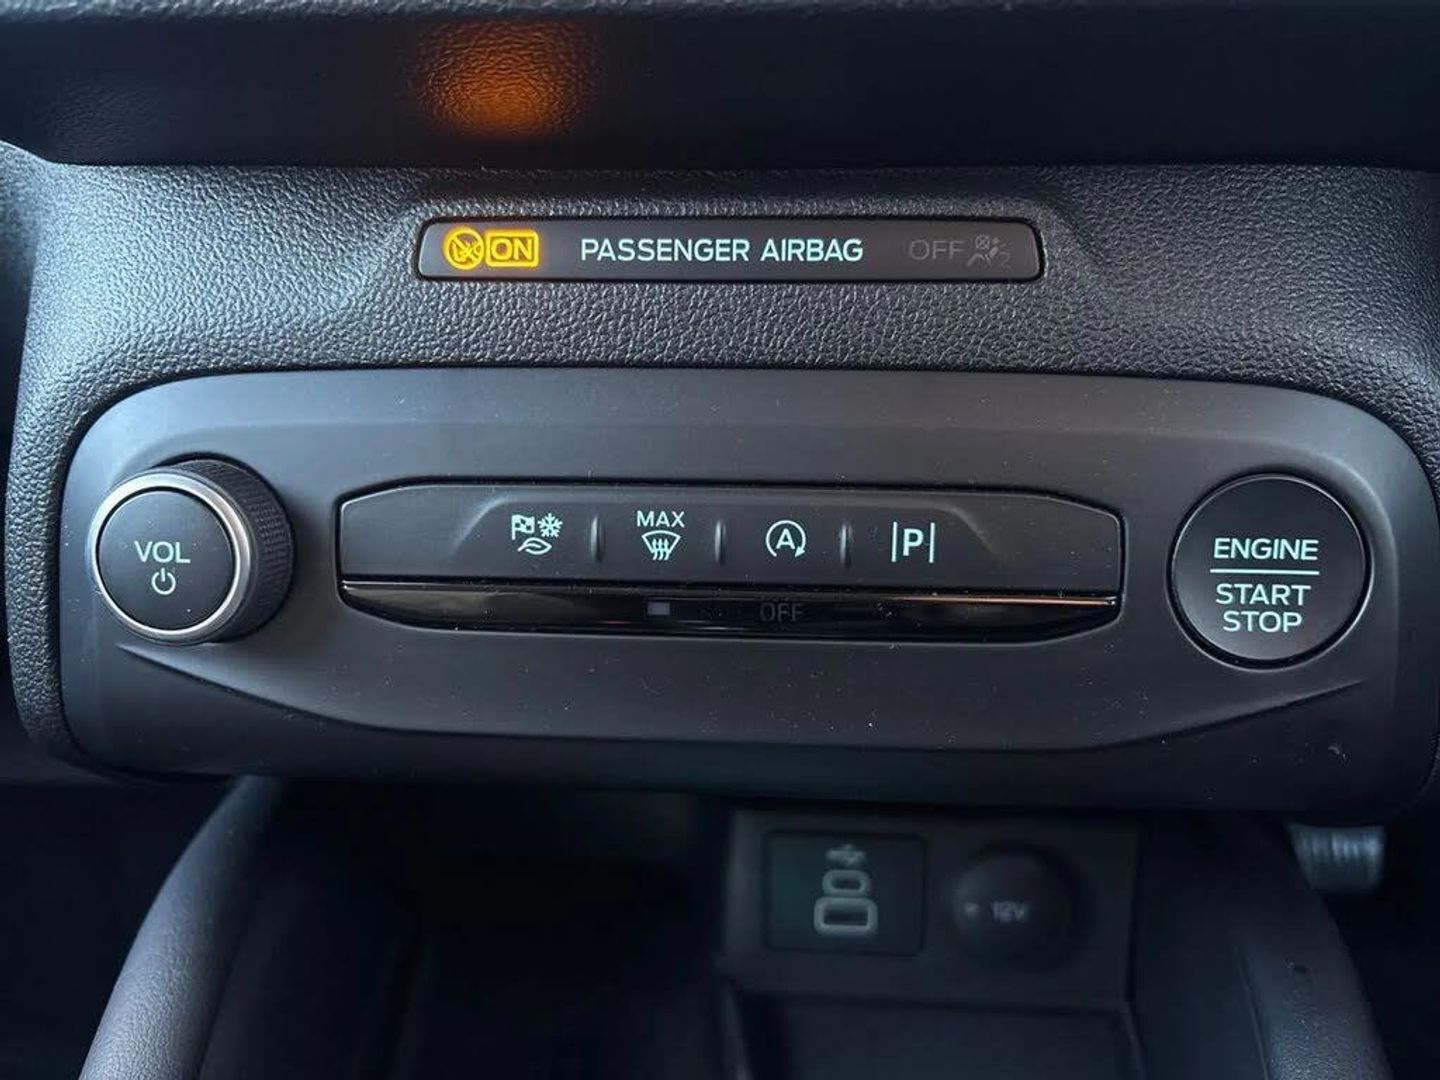 ON PASSENGER AIRBAG OFF
VOL
MAX
A
P
OFF
ENGINE
START
STOP
12V